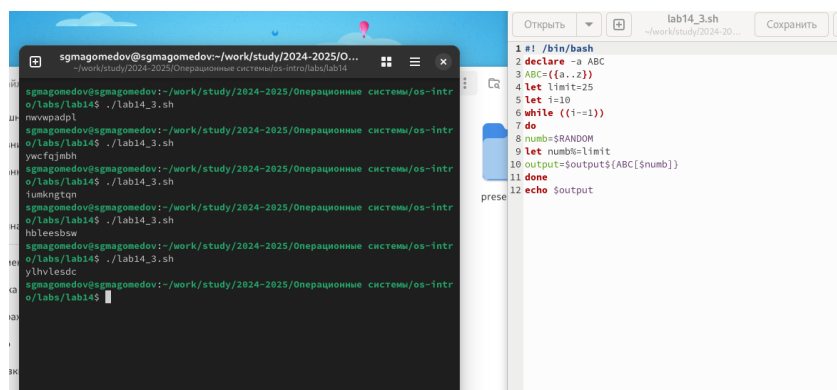 sgmagomedov@sgmagomedov:~/work/study/2024-2025/О...
~/work/study/2024-2025/Операционные системы/os-intro/labs/lab14
sgmagomedov@sgmagomedov:~/work/study/2024-2025/Операционные системы/os-intr
o/labs/lab14$ ./lab14_3.sh
nwvwpadpl
sgmagomedov@sgmagomedov:~/work/study/2024-2025/Операционные системы/os-intr
o/labs/lab14$ ./lab14_3.sh
ywcfqjmbh
sgmagomedov@sgmagomedov:~/work/study/2024-2025/Операционные системы/os-intr
o/labs/lab14$ ./lab14_3.sh
iumkngtqn
sgmagomedov@sgmagomedov:~/work/study/2024-2025/Операционные системы/os-intr
o/labs/lab14$ ./lab14_3.sh
hbleesbsw
sgmagomedov@sgmagomedov:~/work/study/2024-2025/Операционные системы/os-intr
o/labs/lab14$ ./lab14_3.sh
ylhvlesdc
sgmagomedov@sgmagomedov:~/work/study/2024-2025/Операционные системы/os-intr
o/labs/lab14$
prese
Открыть
lab14_3.sh
~/work/study/2024-20...
Сохранить
1 #! /bin/bash
2 declare -a ABC
3 ABC=({a..z})
4 let limit=25
5 let i=10
6 while ((i-=1))
7 do
8 numb=$RANDOM
9 let numb%=limit
10 output=$output${ABC[$numb]}
11 done
12 echo $output